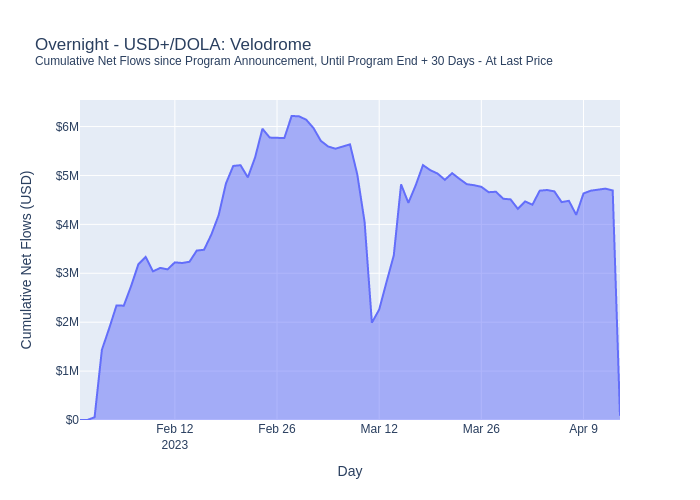 Overnight - USD+/DOLA: Velodrome
Cumulative Net Flows since Program Announcement, Until Program End + 30 Days - At Last Price
Cumulative Net Flows (USD)
$6M
$5M
$4M
$3M
$2M
$1M
$0
Feb 12
2023
Feb 26
Mar 12
Mar 26
Apr 9
Day